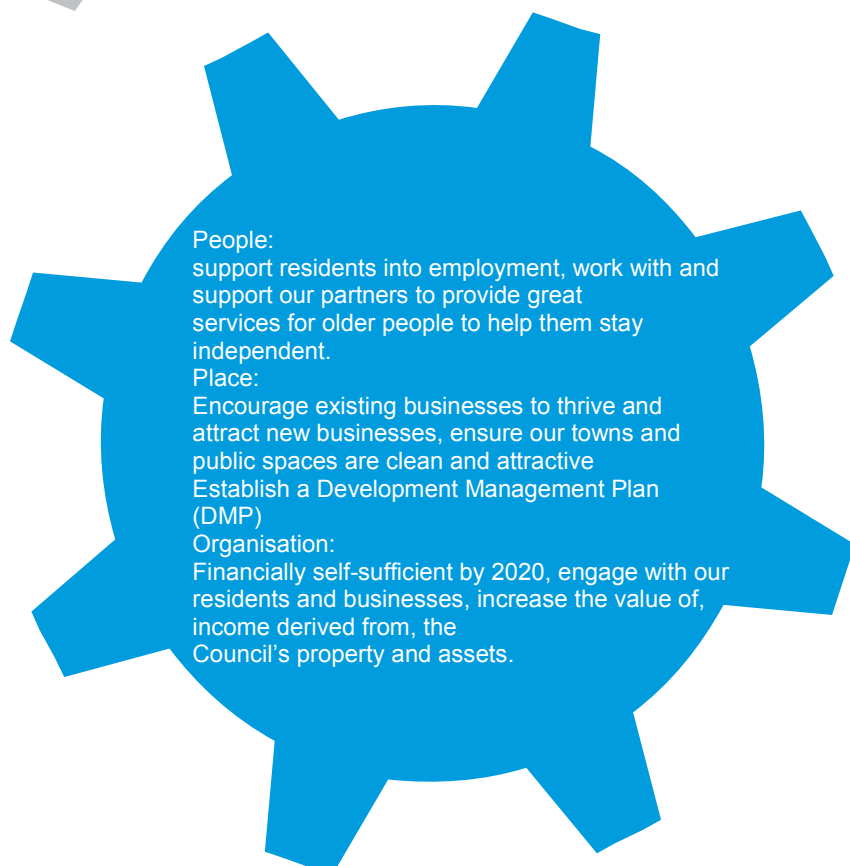 People:
support residents into employment, work with and
support our partners to provide great
services for older people to help them stay
independent.
Place:
Encourage existing businesses to thrive and
attract new businesses, ensure our towns and
public spaces are clean and attractive
Establish a Development Management Plan
(DMP)
Organisation:
Financially self-sufficient by 2020, engage with our
residents and businesses, increase the value of,
income derived from, the
Council’s property and assets.